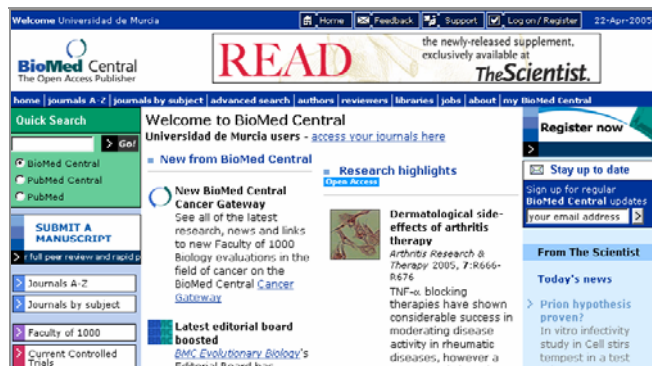 Welcome Universidad de Murcia
Home
Feedback
Support
Log on / Register
22-Apr-2005
BioMed Central
The Open Access Publisher
READ
the newly-released supplement,
exclusively available at
TheScientist.
home | journals A-Z | journals by subject | advanced search | authors | reviewers | libraries | jobs | about | my BioMed Central
Quick Search
Go!
BioMed Central
PubMed Central
PubMed
SUBMIT A
MANUSCRIPT
r full peer review and rapid p
Journals A-Z
Journals by subject
Faculty of 1000
Current Controlled
Trials
Welcome to BioMed Central
Universidad de Murcia users - access your journals here
New from BioMed Central
New BioMed Central
Cancer Gateway
See all of the latest
research, news and links
to new Faculty of 1000
Biology evaluations in the
field of cancer on the
BioMed Central Cancer
Gateway
Latest editorial board
boosted
BMC Evolutionary Biology's
Editorial Board has
Research highlights
Open Access
Dermatological side-
effects of arthritis
therapy
Arthritis Research &
Therapy 2005, 7:R666-
R676
TNF-α blocking
therapies have shown
considerable success in
moderating disease
activity in rheumatic
diseases, however a
Register now
Stay up to date
Sign up for regular
BioMed Central updates
your email address
From The Scientist
Today's news
Prion hypothesis
proven?
In vitro infectivity
study in Cell stirs
tempest in a test